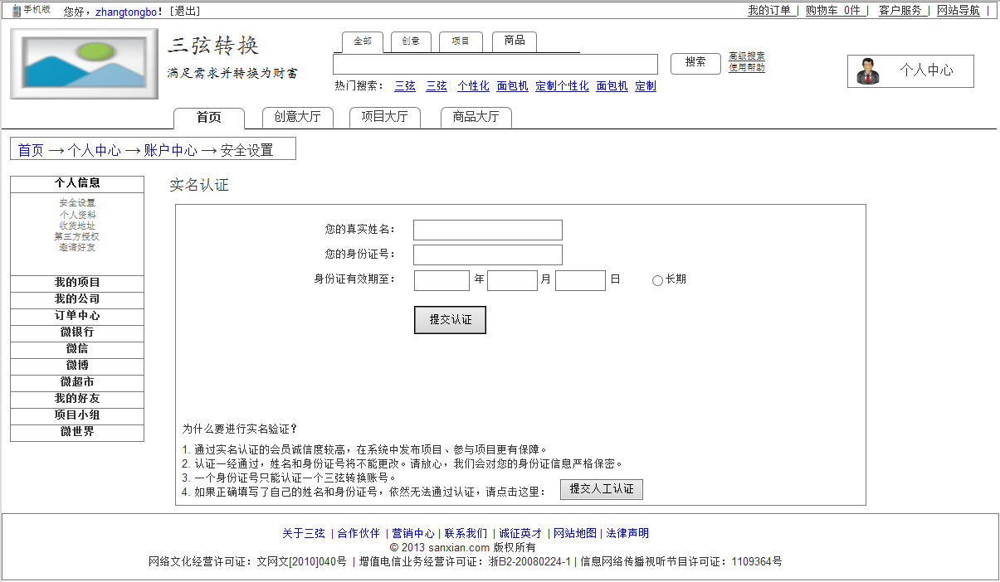 手机版 您好，zhangtongbo！[退出] 我的订单 | 购物车 0件 | 客户服务 | 网站导航 |
三弦转换
满足需求并转换为财富
全部 创意 项目 商品
搜索
高级搜索
使用帮助
个人中心
热门搜索： 三弦 三弦 个性化 面包机 定制个性化 面包机 定制
首页 创意大厅 项目大厅 商品大厅
首页 → 个人中心 → 账户中心 → 安全设置
个人信息
安全设置
个人资料
收货地址
第三方授权
邀请好友
我的项目
我的公司
订单中心
微银行
微信
微博
微超市
我的好友
项目小组
微世界
实名认证
您的真实姓名：
您的身份证号：
身份证有效期至： 年 月 日 长期
提交认证
为什么要进行实名验证？
1. 通过实名认证的会员诚信度较高，在系统中发布项目、参与项目更有保障。
2. 认证一经通过，姓名和身份证号将不能更改。请放心，我们会对您的身份证信息严格保密。
3. 一个身份证号只能认证一个三弦转换账号。
4. 如果正确填写了自己的姓名和身份证号，依然无法通过认证，请点击这里： 提交人工认证
关于三弦 | 合作伙伴 | 营销中心 | 联系我们 | 诚征英才 | 网站地图 | 法律声明
© 2013 sanxian.com 版权所有
网络文化经营许可证：文网文[2010]040号 | 增值电信业务经营许可证：浙B2-20080224-1 | 信息网络传播视听节目许可证：1109364号